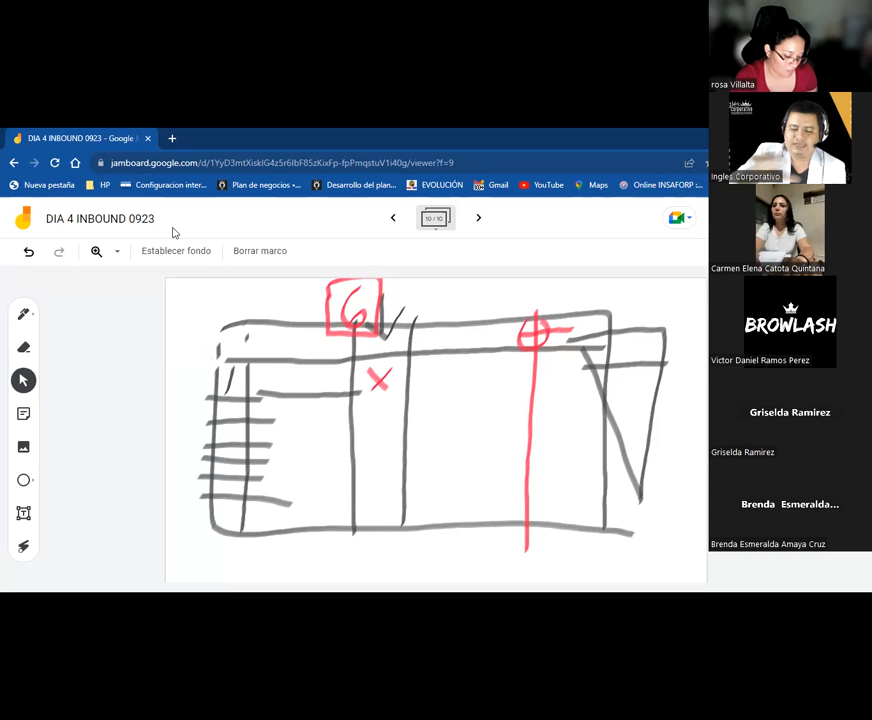 rosa Villalta
DIA 4 INBOUND 0923 - Google J
jamboard.google.com/d/1YyD3mtXiskIG4z5r6IbF8SzKixFp-fpPmqstuV1i40g/viewer?f=9
Nueva pestaña
HP
Configuracion inter...
Plan de negocios -...
Desarrollo del plan...
EVOLUCIÓN
Gmail
YouTube
Maps
Online INSAFORP:...
Ingles Corporativo
DIA 4 INBOUND 0923
10 / 10
Establecer fondo
Borrar marco
Carmen Elena Catota Quintana
6
BROWLASH
Victor Daniel Ramos Perez
Griselda Ramirez
Griselda Ramirez
Brenda Esmeralda...
Brenda Esmeralda Amaya Cruz